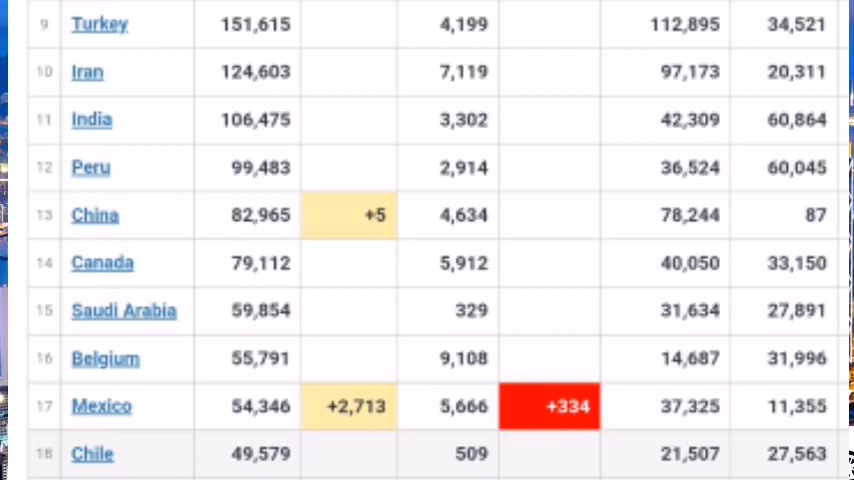 9 Turkey 151,615 4,199 112,895 34,521
10 Iran 124,603 7,119 97,173 20,311
11 India 106,475 3,302 42,309 60,864
12 Peru 99,483 2,914 36,524 60,045
13 China 82,965 +5 4,634 78,244 87
14 Canada 79,112 5,912 40,050 33,150
15 Saudi Arabia 59,854 329 31,634 27,891
16 Belgium 55,791 9,108 14,687 31,996
17 Mexico 54,346 +2,713 5,666 +334 37,325 11,355
18 Chile 49,579 509 21,507 27,563